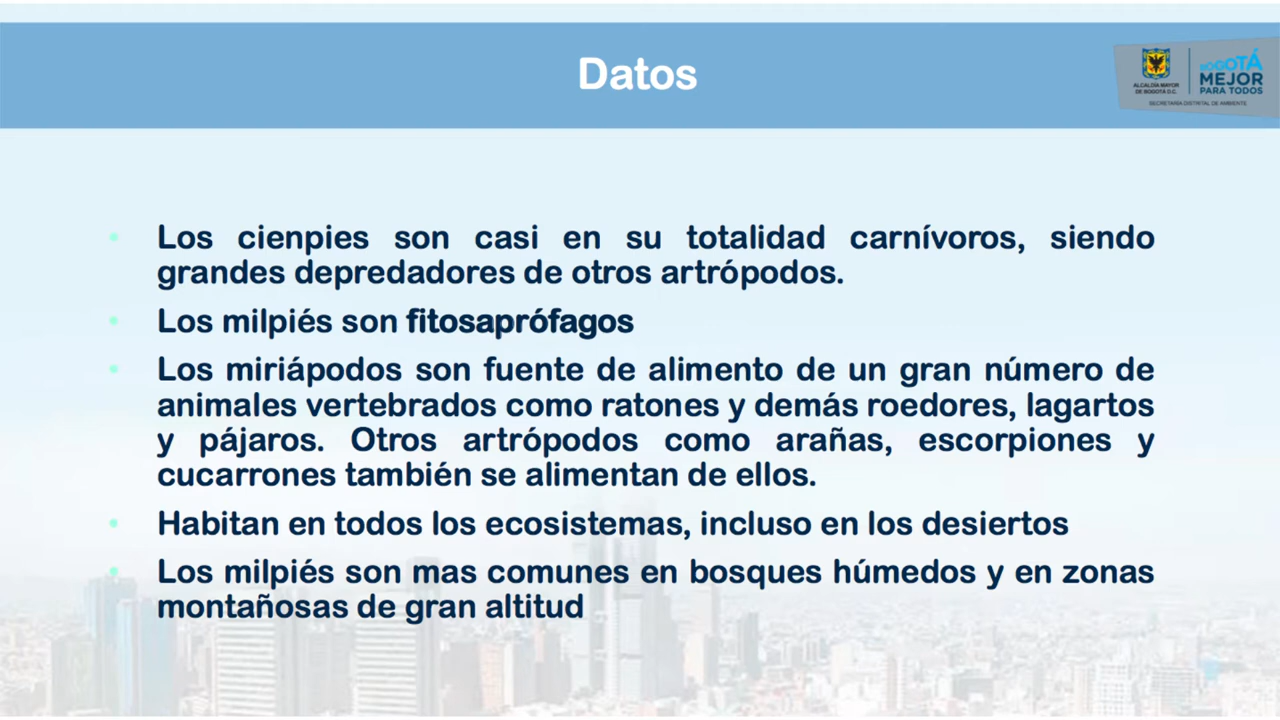 Datos
ALCALDÍA MAYOR
DE BOGOTÁ D.C.
BOGOTÁ
MEJOR
PARA TODOS
SECRETARÍA DISTRITAL DE AMBIENTE
• Los cienpies son casi en su totalidad carnívoros, siendo
grandes depredadores de otros artrópodos.
• Los milpiés son fitosaprófagos
• Los miriápodos son fuente de alimento de un gran número de
animales vertebrados como ratones y demás roedores, lagartos
y pájaros. Otros artrópodos como arañas, escorpiones y
cucarrones también se alimentan de ellos.
• Habitan en todos los ecosistemas, incluso en los desiertos
• Los milpiés son mas comunes en bosques húmedos y en zonas
montañosas de gran altitud